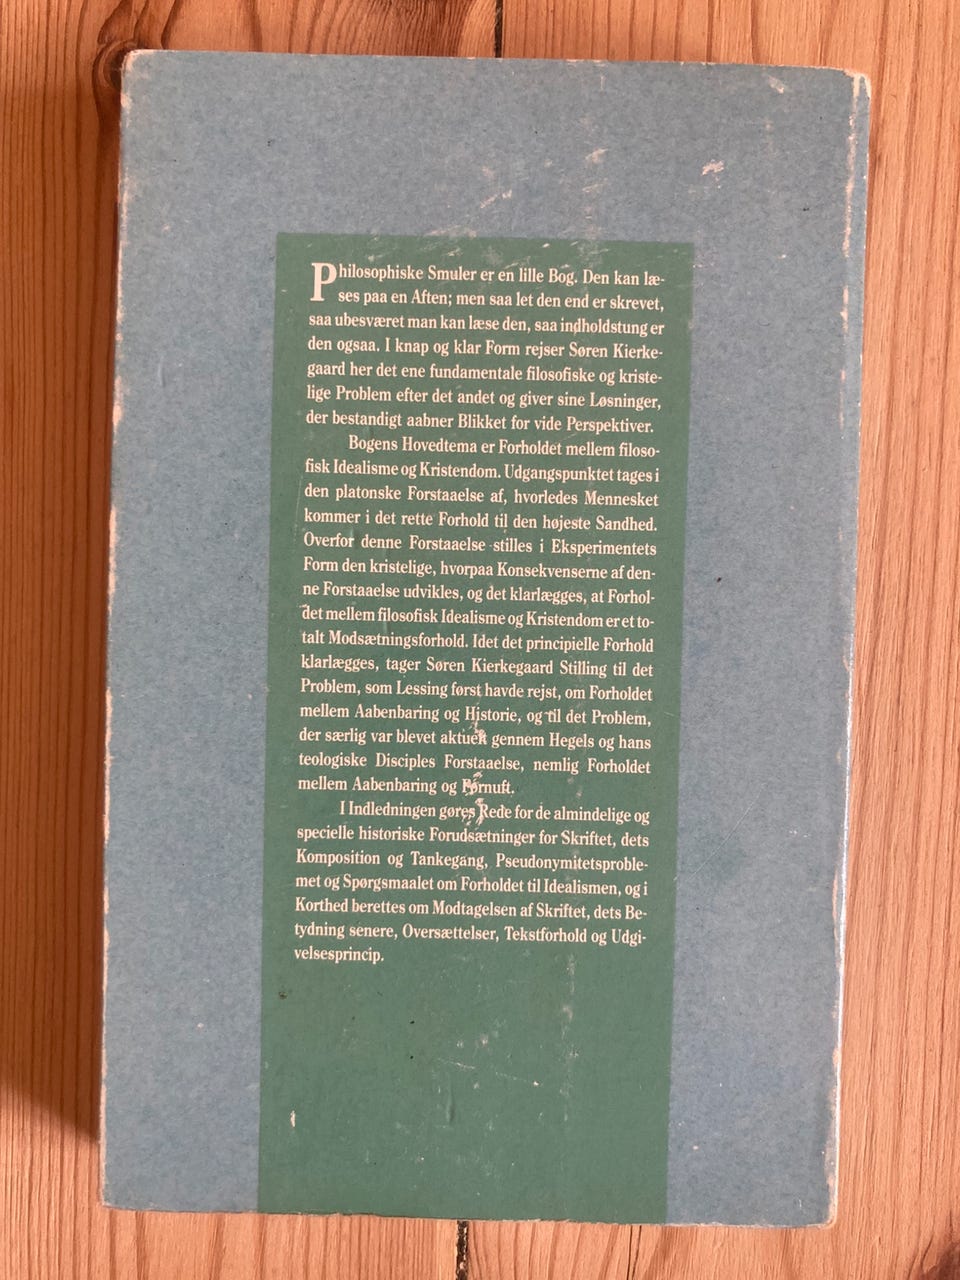 Philosophiske Smuler er en lille Bog. Den kan læ-
ses paa en Aften; men saa let den end er skrevet,
saa ubesværet man kan læse den, saa indholdstung er
den ogsaa. I knap og klar Form rejser Søren Kierke-
gaard her det ene fundamentale filosofiske og kriste-
lige Problem efter det andet og giver sine Løsninger,
der bestandigt aabner Blikket for vide Perspektiver.
Bogens Hovedtema er Forholdet mellem filoso-
fisk Idealisme og Kristendom. Udgangspunktet tages i
den platonske Forstaaelse af, hvorledes Mennesket
kommer i det rette Forhold til den højeste Sandhed.
Overfor denne Forstaaelse stilles i Eksperimentets
Form den kristelige, hvorpaa Konsekvenserne af den-
ne Forstaaelse udvikles, og det klarlægges, at Forhol-
det mellem filosofisk Idealisme og Kristendom er et to-
talt Modsætningsforhold. Idet det principielle Forhold
klarlægges, tager Søren Kierkegaard Stilling til det
Problem, som Lessing først havde rejst, om Forholdet
mellem Aabenbaring og Historie, og til det Problem,
der særlig var blevet aktuelt gennem Hegels og hans
teologiske Disciples Forstaaelse, nemlig Forholdet
mellem Aabenbaring og Fornuft.
I Indledningen gøres Rede for de almindelige og
specielle historiske Forudsætninger for Skriftet, dets
Komposition og Tankegang, Pseudonymitetsproble-
met og Spørgsmaalet om Forholdet til Idealismen, og i
Korthed berettes om Modtagelsen af Skriftet, dets Be-
tydning senere, Oversættelser, Tekstforhold og Udgi-
velsesprincip.